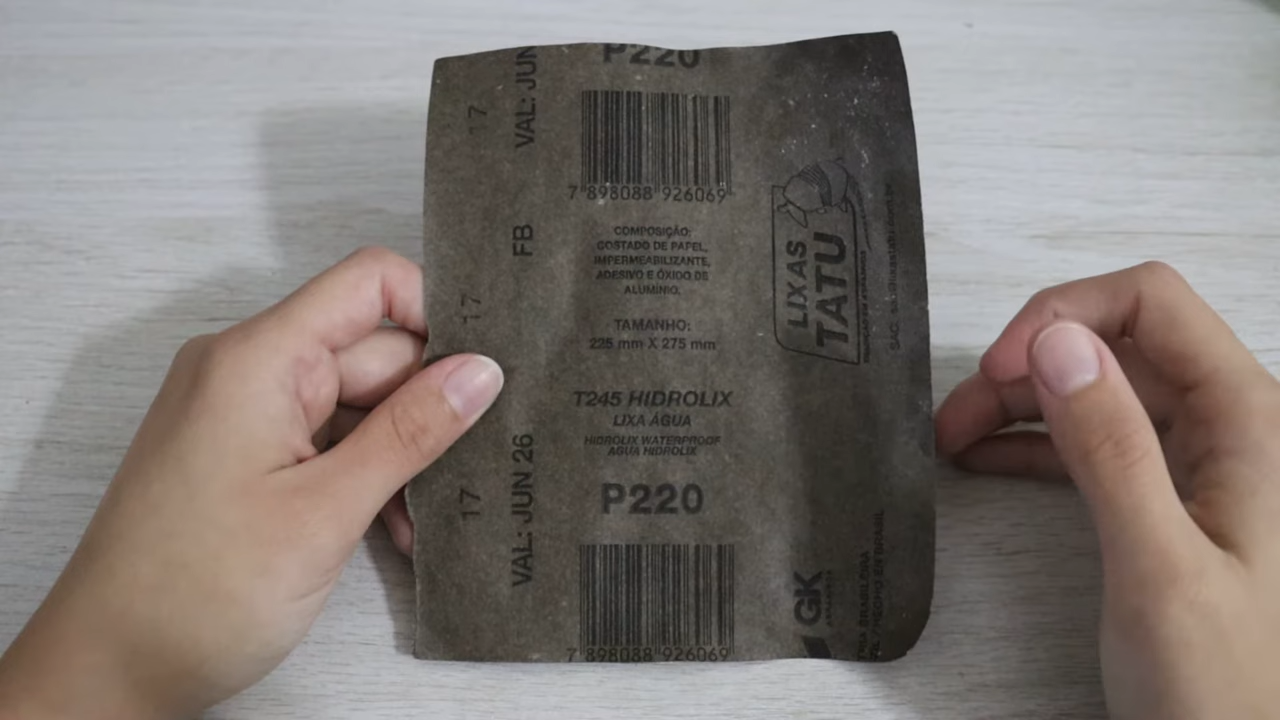 P220
7 898088 926069
COMPOSIÇÃO:
COSTADO DE PAPEL,
IMPERMEABILIZANTE,
ADESIVO E ÓXIDO DE
ALUMÍNIO.
TAMANHO:
225 mm X 275 mm
T245 HIDROLIX
LIXA ÁGUA
HIDROLIX WATERPROOF
AGUA HIDROLIX
P220
7 898088 926069
17
17
17
VAL: JUN
FB
VAL: JUN 26
LIXAS
TATU
GK